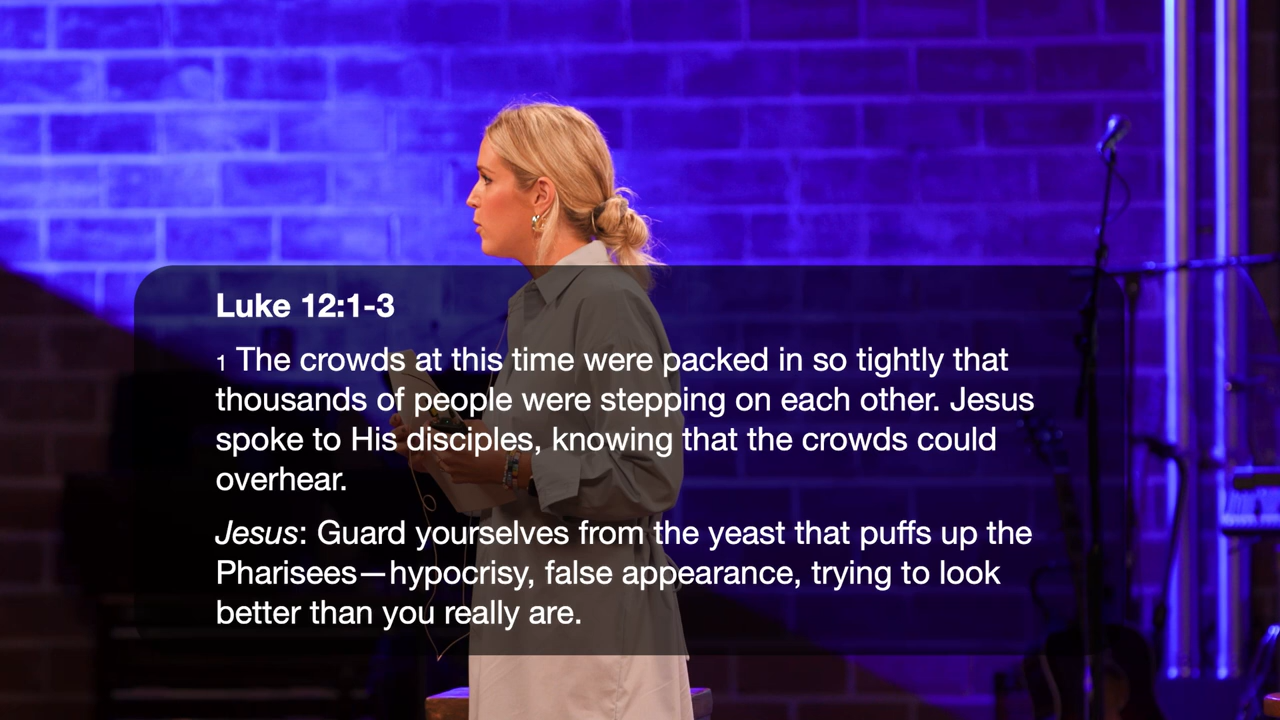 Luke 12:1-3
1 The crowds at this time were packed in so tightly that
thousands of people were stepping on each other. Jesus
spoke to His disciples, knowing that the crowds could
overhear.
Jesus: Guard yourselves from the yeast that puffs up the
Pharisees—hypocrisy, false appearance, trying to look
better than you really are.